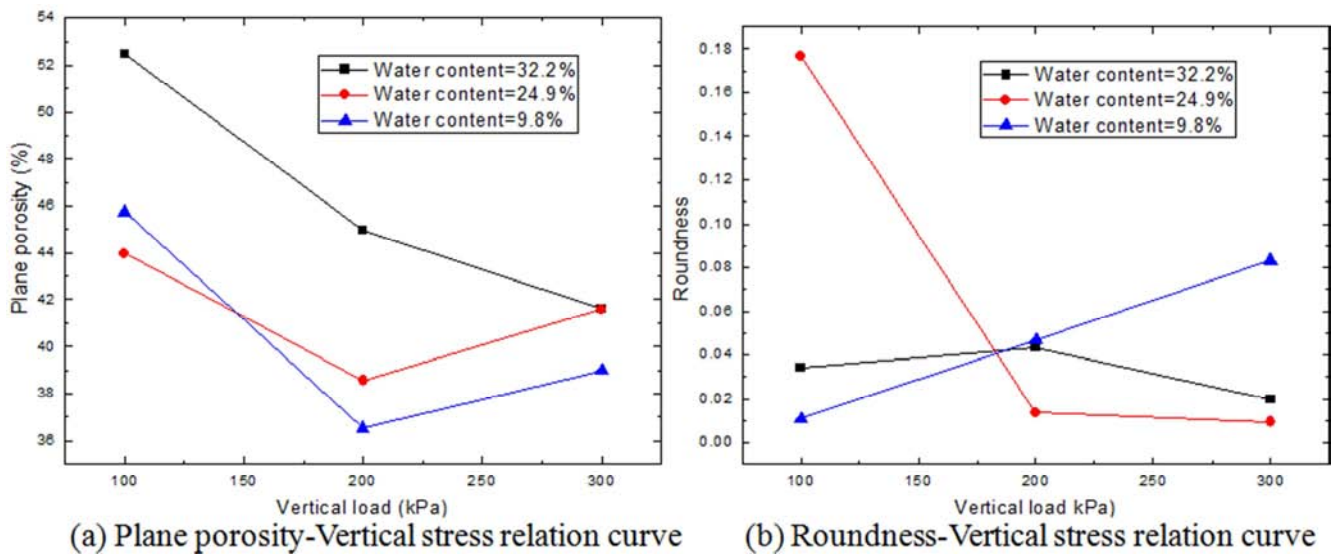 54
52
50
48
46
44
42
40
38
36
Plane porosity (%)
Water content=32.2%
Water content=24.9%
Water content=9.8%
100 150 200 250 300
Vertical load (kPa)
(a) Plane porosity-Vertical stress relation curve
0.18
0.16
0.14
0.12
0.10
0.08
0.06
0.04
0.02
0.00
Roundness
Water content=32.2%
Water content=24.9%
Water content=9.8%
100 150 200 250 300
Vertical load kPa)
(b) Roundness-Vertical stress relation curve